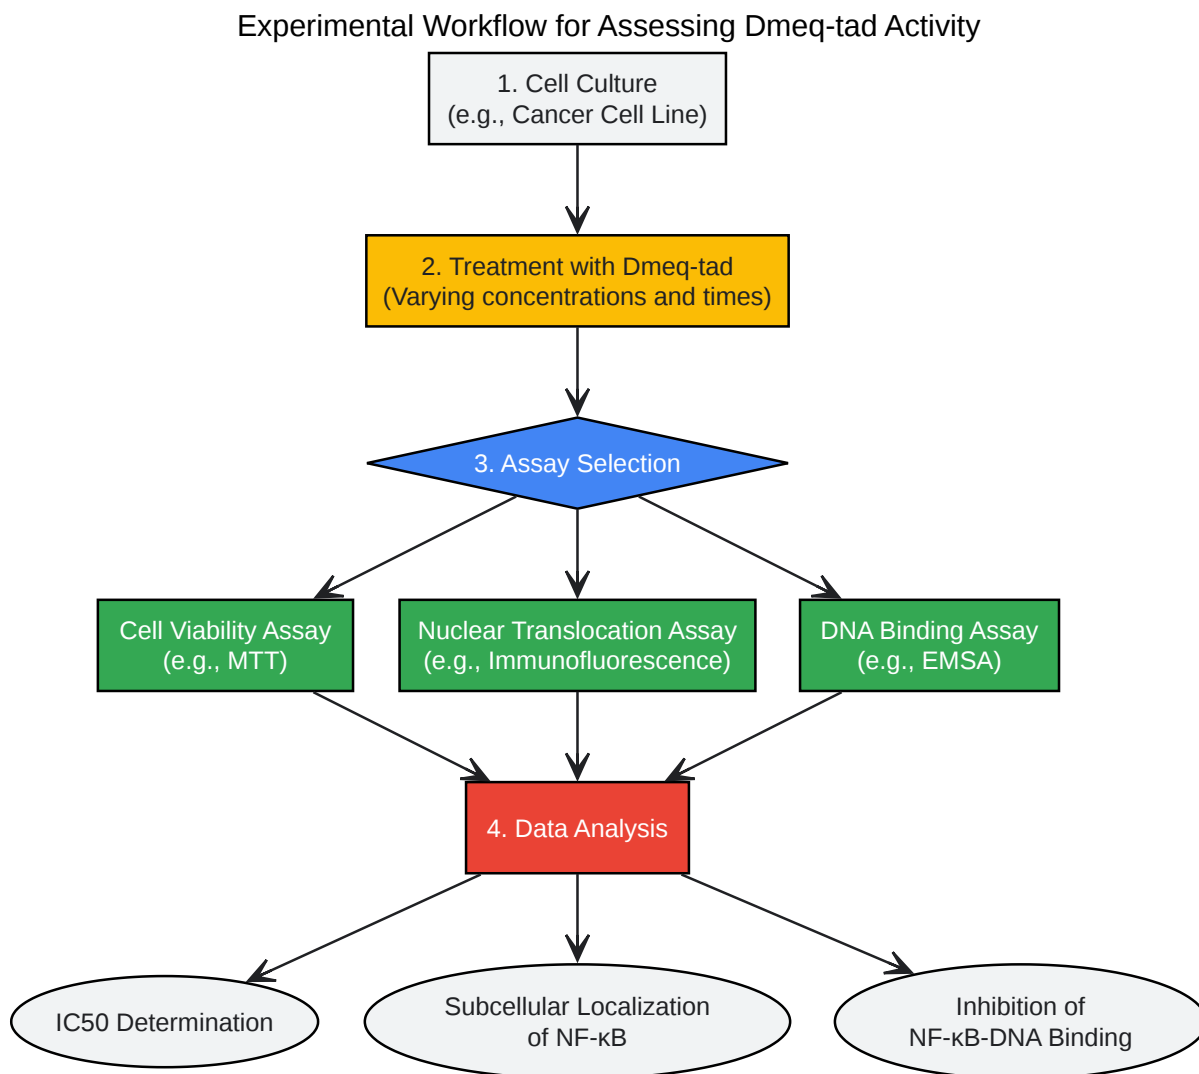 Experimental Workflow for Assessing Dmeq-tad Activity
1. Cell Culture
(e.g., Cancer Cell Line)
2. Treatment with Dmeq-tad
(Varying concentrations and times)
3. Assay Selection
Cell Viability Assay
(e.g., MTT)
Nuclear Translocation Assay
(e.g., Immunofluorescence)
DNA Binding Assay
(e.g., EMSA)
4. Data Analysis
IC50 Determination
Subcellular Localization
of NF-κB
Inhibition of
NF-κB-DNA Binding